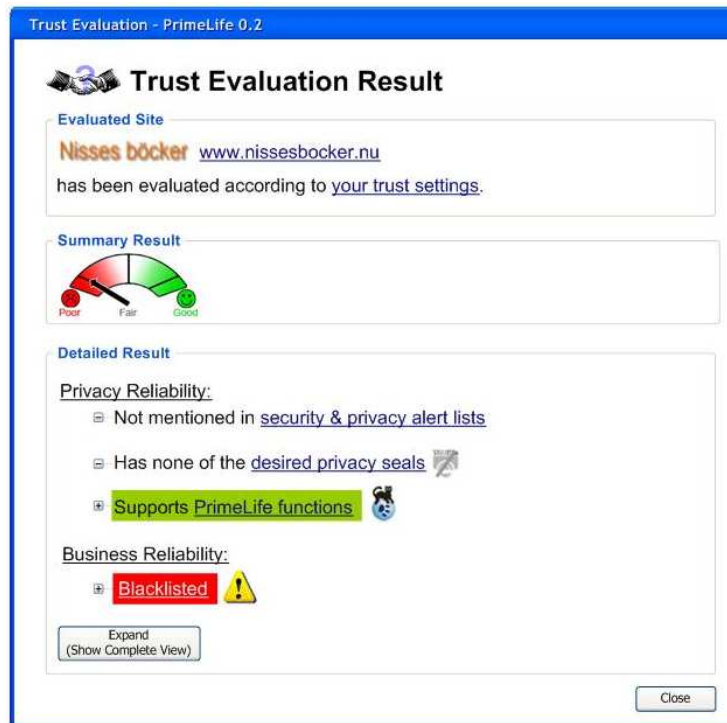 Trust Evaluation - PrimeLife 0.2
Trust Evaluation Result
Evaluated Site
Nisses böcker www.nissesbocker.nu
has been evaluated according to your trust settings.
Summary Result
Poor Fair Good
Detailed Result
Privacy Reliability:
Not mentioned in security & privacy alert lists
Has none of the desired privacy seals
Supports PrimeLife functions
Business Reliability:
Blacklisted
Expand
(Show Complete View)
Close